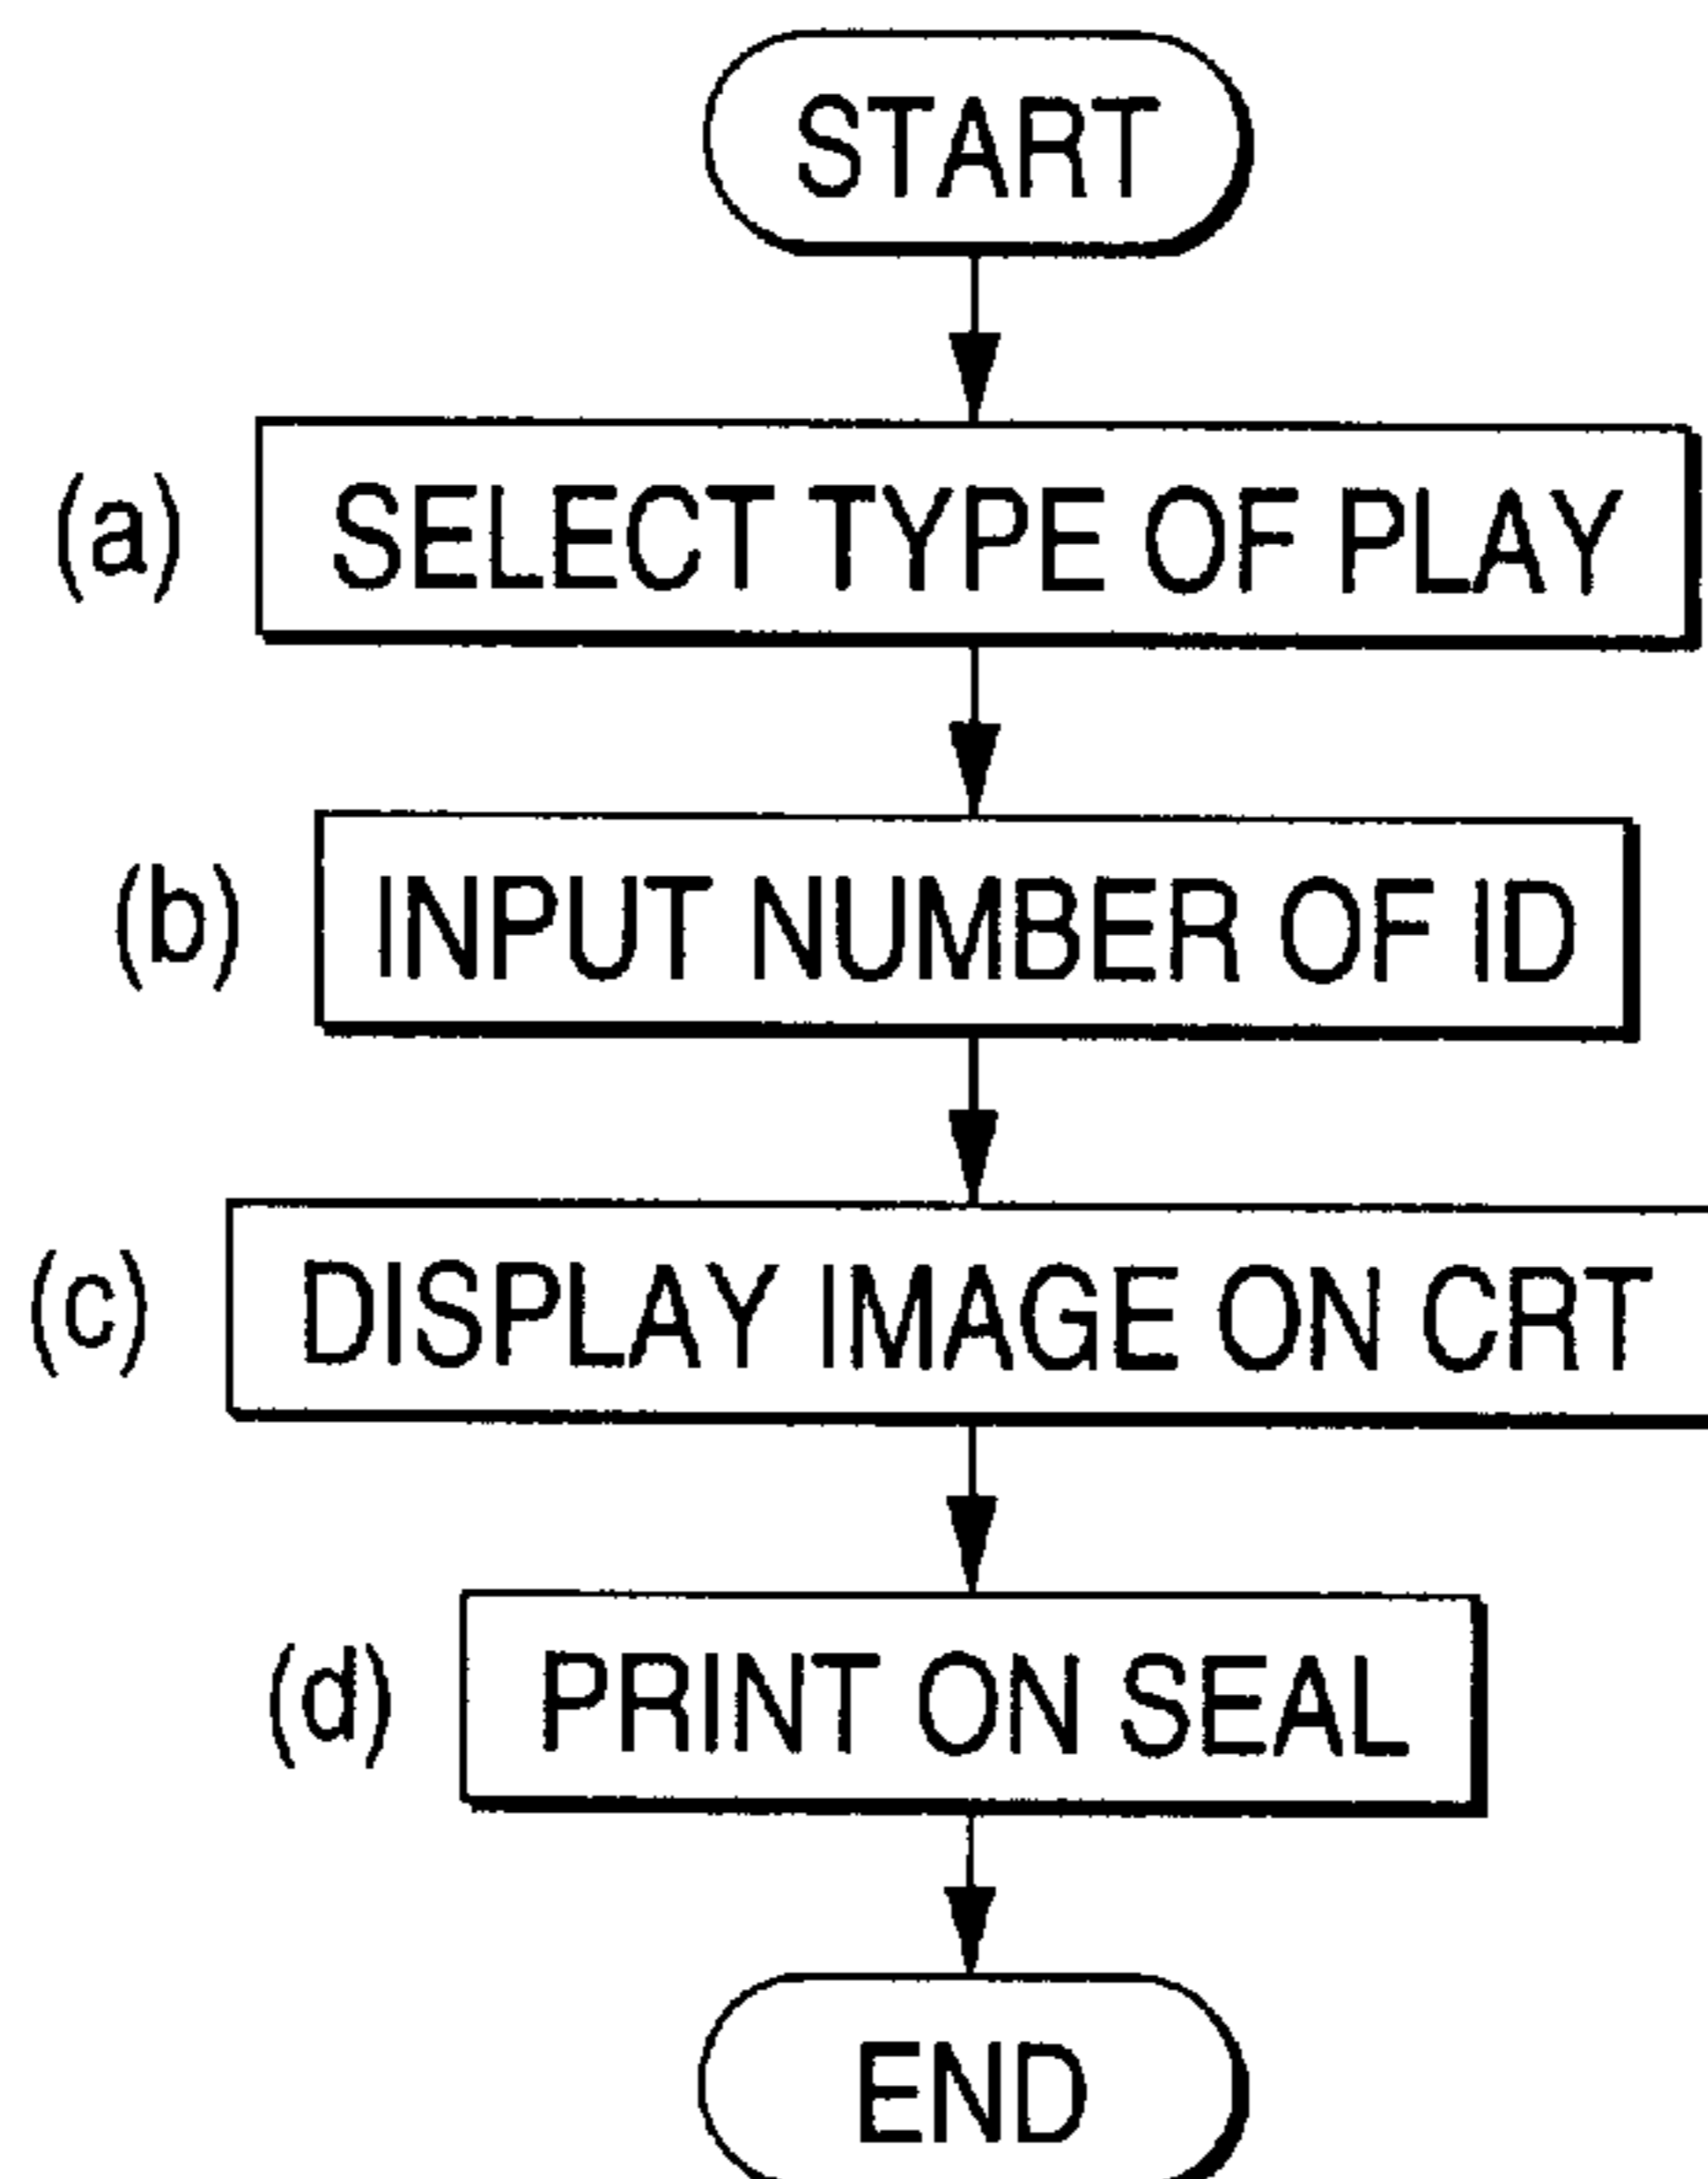 START
(a) SELECT TYPE OF PLAY
(b) INPUT NUMBER OF ID
(c) DISPLAY IMAGE ON CRT
(d) PRINT ON SEAL
END